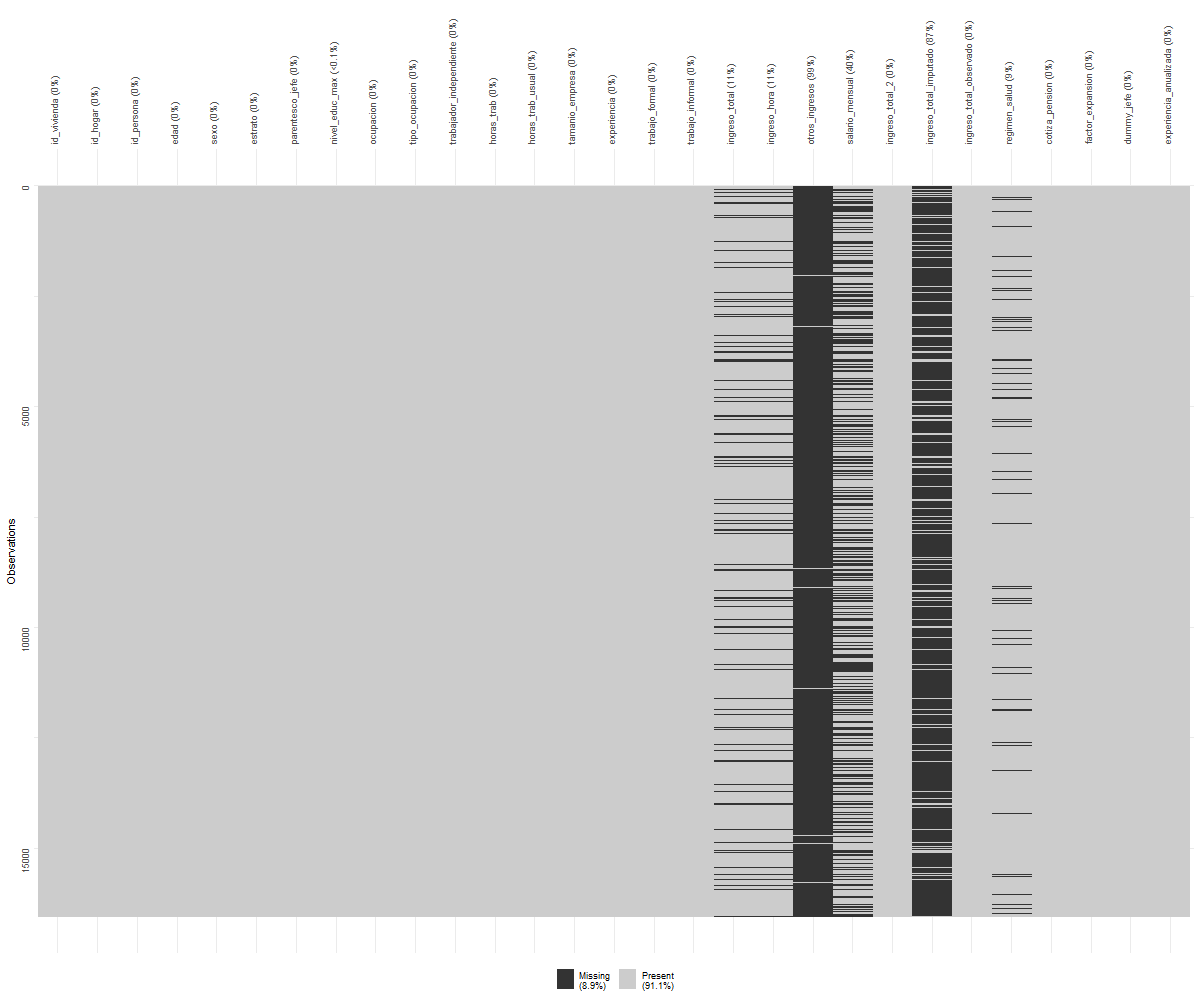 id_vivienda (0%)
id_hogar (0%)
id_persona (0%)
edad (0%)
sexo (0%)
estrato (0%)
parentesco_jefe (0%)
nivel_educ_max (<0.1%)
ocupacion (0%)
tipo_ocupacion (0%)
trabajador_independiente (0%)
horas_trab (0%)
horas_trab_usual (0%)
tamanio_empresa (0%)
experiencia (0%)
trabajo_formal (0%)
trabajo_informal (0%)
ingreso_total (11%)
ingreso_hora (11%)
otros_ingresos (99%)
salario_mensual (40%)
ingreso_total_2 (0%)
ingreso_total_imputado (87%)
ingreso_total_observado (0%)
regimen_salud (9%)
cotiza_pension (0%)
factor_expansion (0%)
dummy_jefe (0%)
experiencia_anualizada (0%)
0
5000
10000
15000
Observations
Missing
(8.9%)
Present
(91.1%)